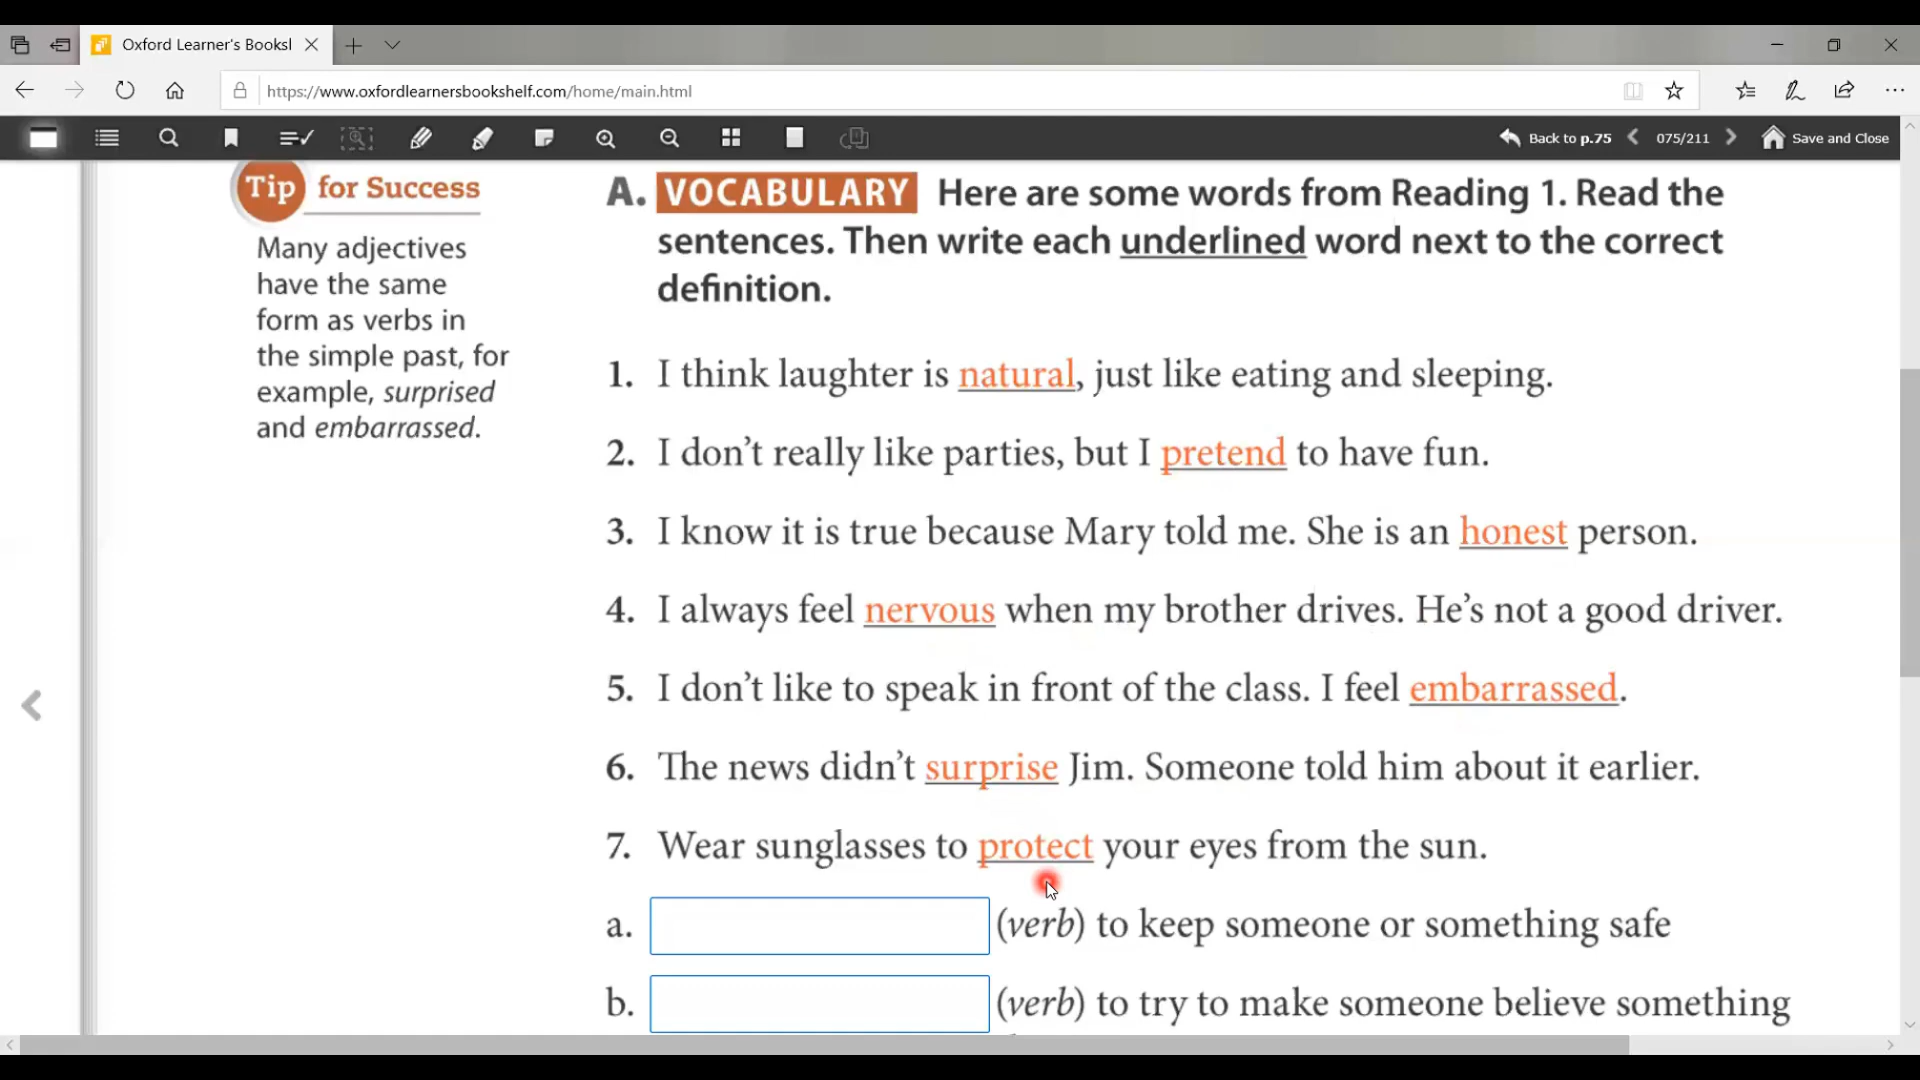 Oxford Learner's Booksl
https://www.oxfordlearnersbookshelf.com/home/main.html
Back to p.75
075/211
Save and Close
Tip for Success
Many adjectives
have the same
form as verbs in
the simple past, for
example, surprised
and embarrassed.
A. VOCABULARY Here are some words from Reading 1. Read the
sentences. Then write each underlined word next to the correct
definition.
1. I think laughter is natural, just like eating and sleeping.
2. I don't really like parties, but I pretend to have fun.
3. I know it is true because Mary told me. She is an honest person.
4. I always feel nervous when my brother drives. He's not a good driver.
5. I don't like to speak in front of the class. I feel embarrassed.
6. The news didn't surprise Jim. Someone told him about it earlier.
7. Wear sunglasses to protect your eyes from the sun.
a. (verb) to keep someone or something safe
b. (verb) to try to make someone believe something